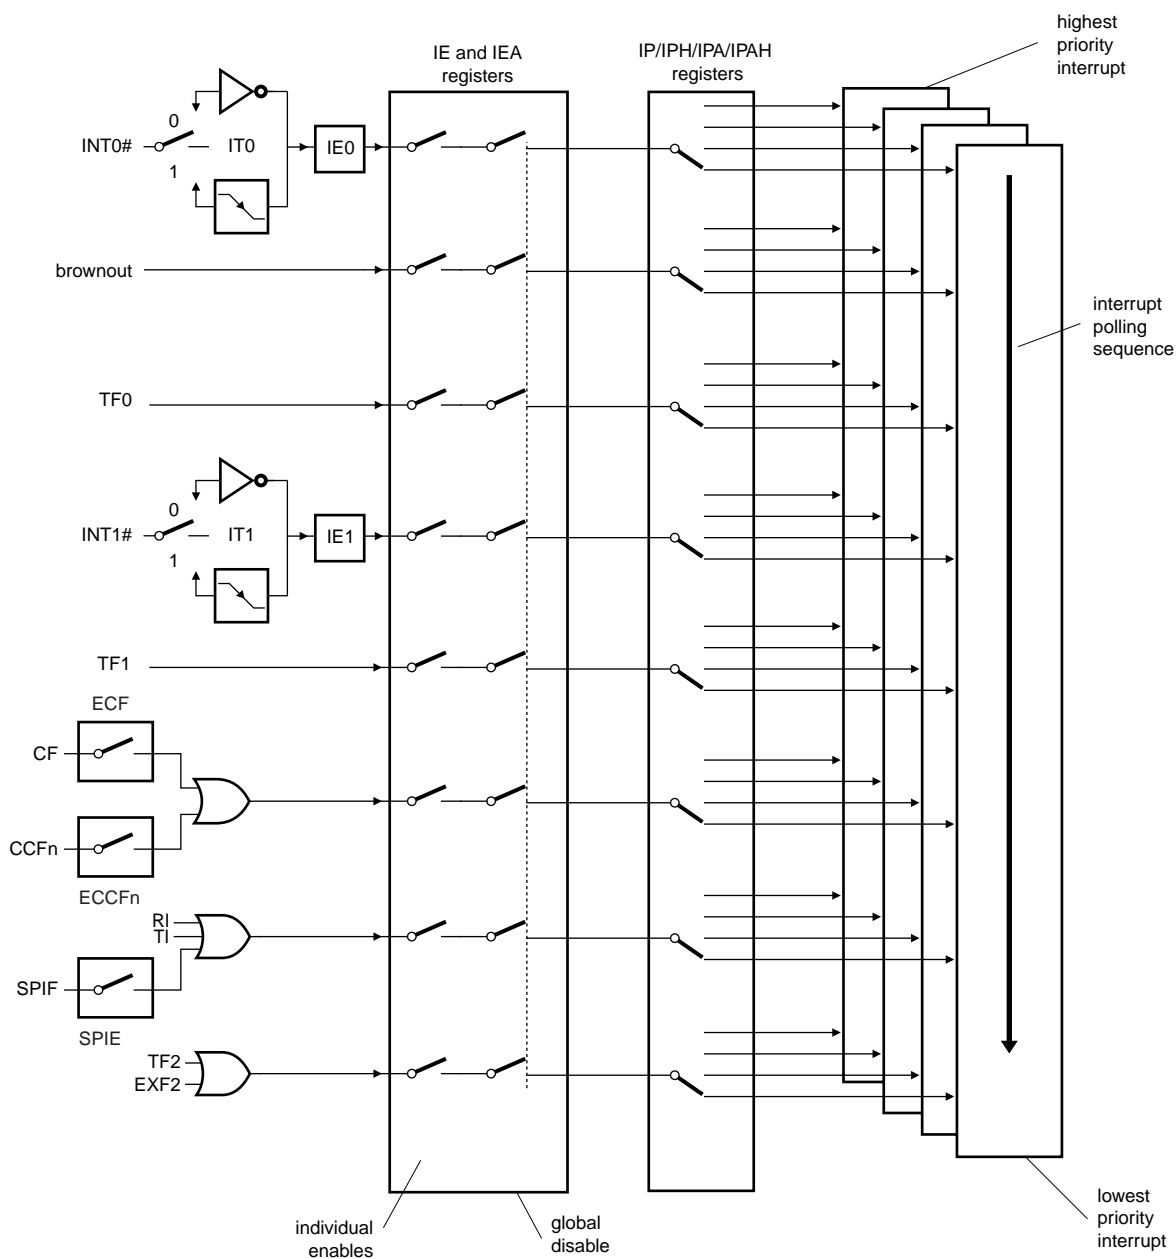 highest
priority
interrupt
IE and IEA
registers
IP/IPH/IPA/IPAH
registers
0
INT0#
IT0
IE0
1
brownout
interrupt
polling
sequence
TF0
0
INT1#
IT1
IE1
1
TF1
ECF
CF
CCFn
ECCFn
RI
TI
SPIF
SPIE
TF2
EXF2
individual
enables
global
disable
lowest
priority
interrupt